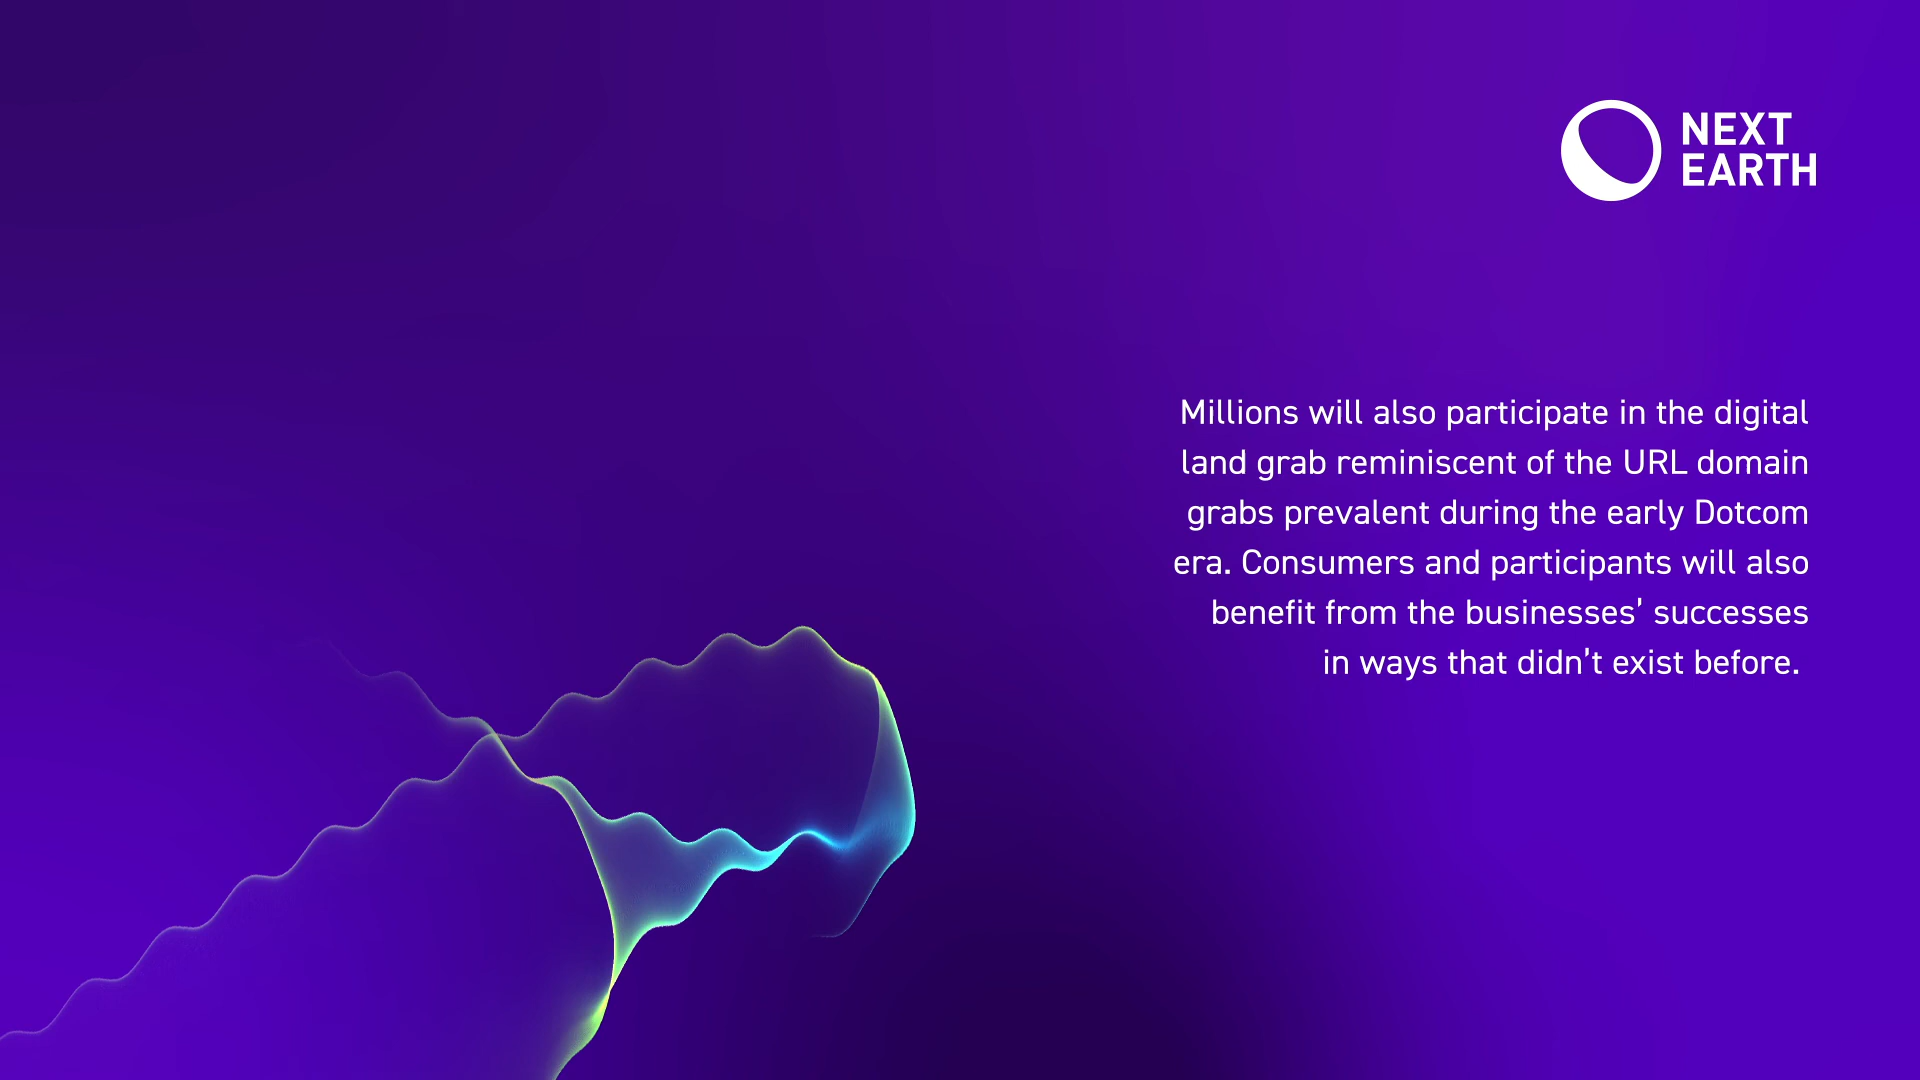 NEXT
EARTH
Millions will also participate in the digital
land grab reminiscent of the URL domain
grabs prevalent during the early Dotcom
era. Consumers and participants will also
benefit from the businesses’ successes
in ways that didn’t exist before.